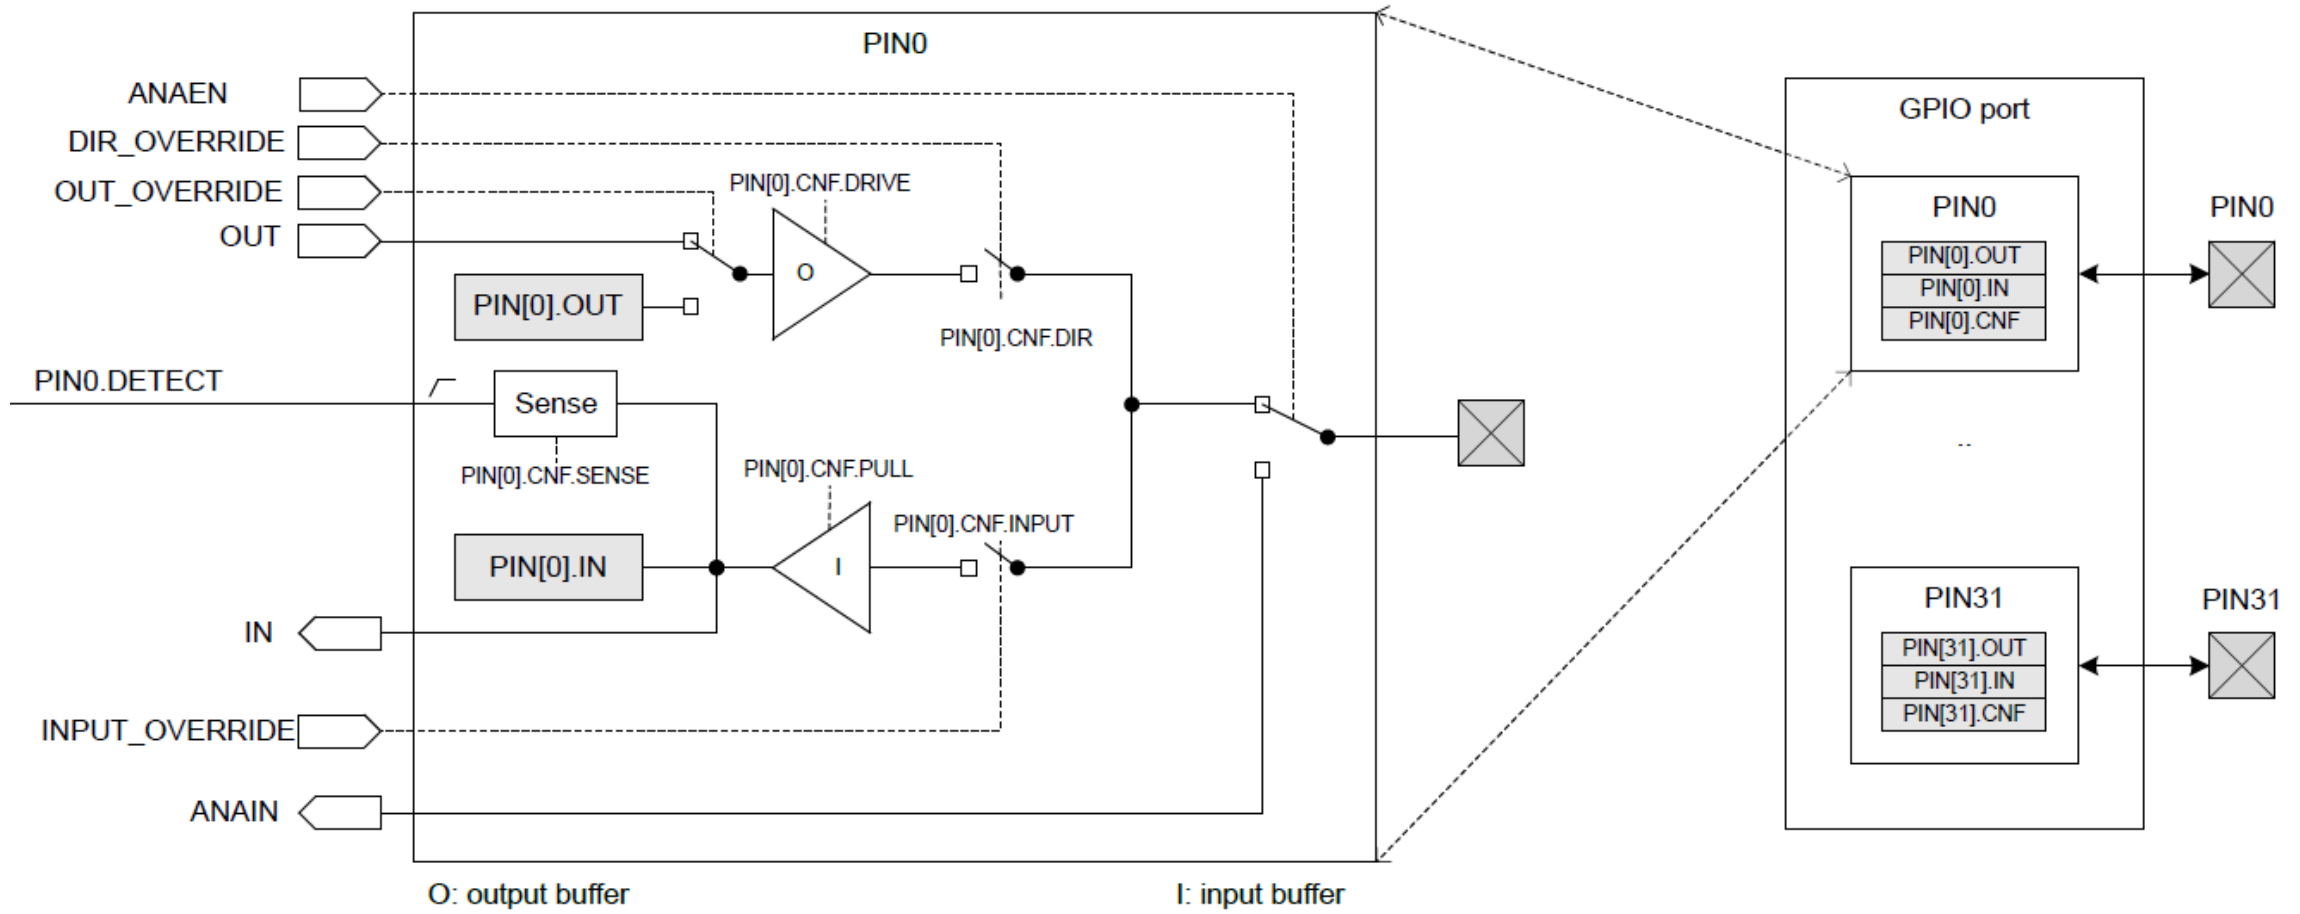 PIN0
ANAEN
DIR_OVERRIDE
OUT_OVERRIDE
OUT
PIN[0].CNF.DRIVE
O
PIN[0].OUT
PIN[0].CNF.DIR
PIN0.DETECT
Sense
PIN[0].CNF.SENSE
PIN[0].CNF.PULL
PIN[0].CNF.INPUT
PIN[0].IN
I
IN
INPUT_OVERRIDE
ANAIN
O: output buffer
I: input buffer
GPIO port
PIN0
PIN[0].OUT
PIN[0].IN
PIN[0].CNF
PIN0
..
PIN31
PIN[31].OUT
PIN[31].IN
PIN[31].CNF
PIN31